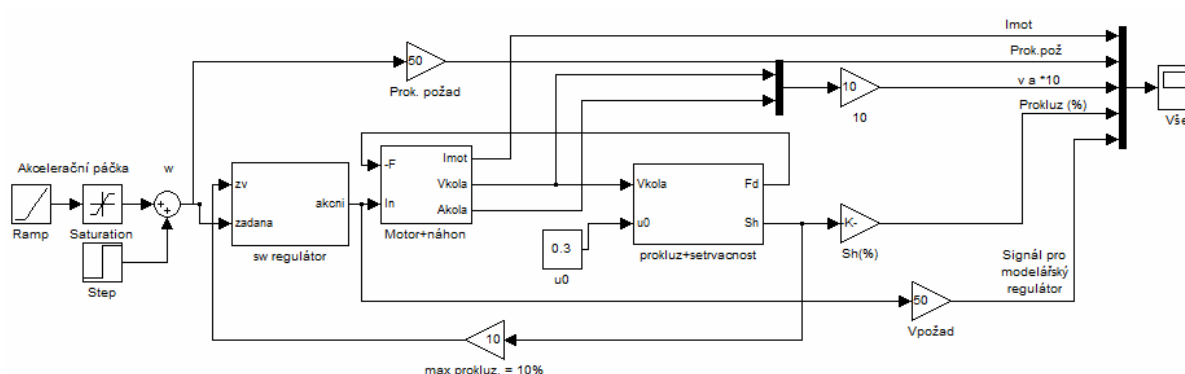 Imot
50
Prok.pož
Prok. požad
10
v a *10
10
Prokluz (%)
Vše
Akcelerační páčka
w
-F
Imot
zv
Vkola
Vkola
Fd
akoni
In
Akola
zadana
u0
Sh
-K-
Ramp
Saturation
Motor+náhon
sw regulátor
0.3
prokluz+setrvacnost
Sh(%)
u0
Signál pro
modelářský
regulátor
Step
50
Vpožad
10
max prokluz. = 10%